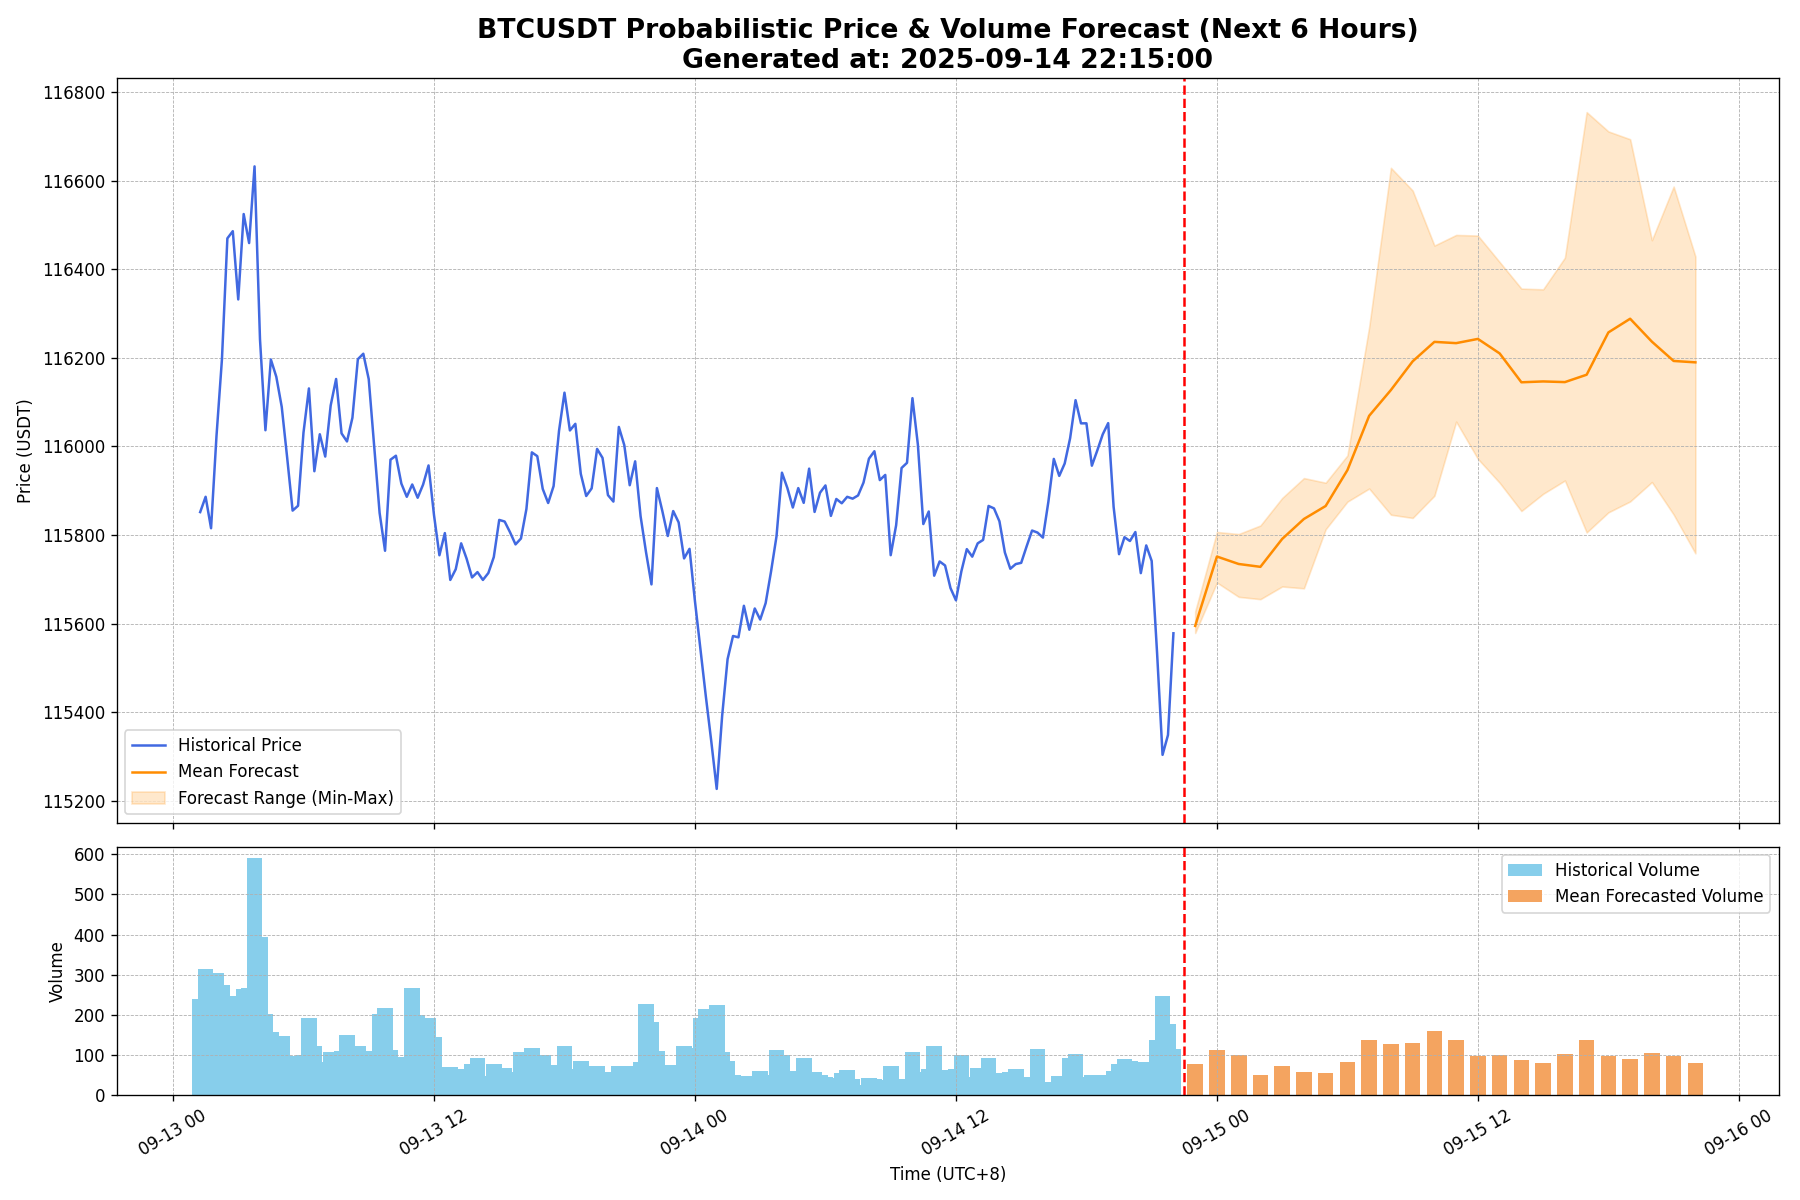 BTCUSDT Probabilistic Price & Volume Forecast (Next 6 Hours)
Generated at: 2025-09-14 22:15:00
116800
116600
116400
116200
116000
115800
115600
115400
115200
Price (USDT)
Historical Price
Mean Forecast
Forecast Range (Min-Max)
600
500
400
300
200
100
0
Volume
Historical Volume
Mean Forecasted Volume
09-13 00
09-13 12
09-14 00
09-14 12
09-15 00
09-15 12
09-16 00
Time (UTC+8)